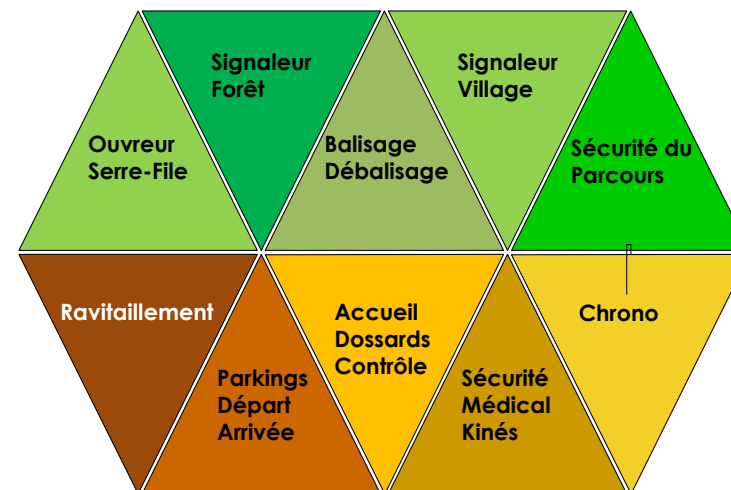 Signaleur
Forêt
Signaleur
Village
Ouvreur
Serre-File
Balisage
Débalisage
Sécurité du
Parcours
Ravitaillement
Accueil
Dossards
Contrôle
Chrono
Parkings
Départ
Arrivée
Sécurité
Médical
Kinés